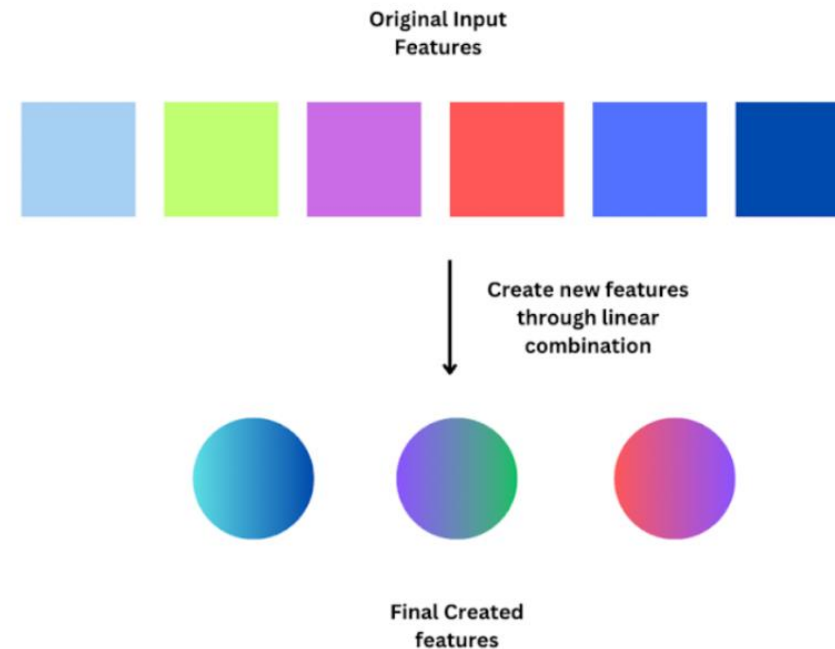 Original Input
Features
Create new features
through linear
combination
Final Created
features